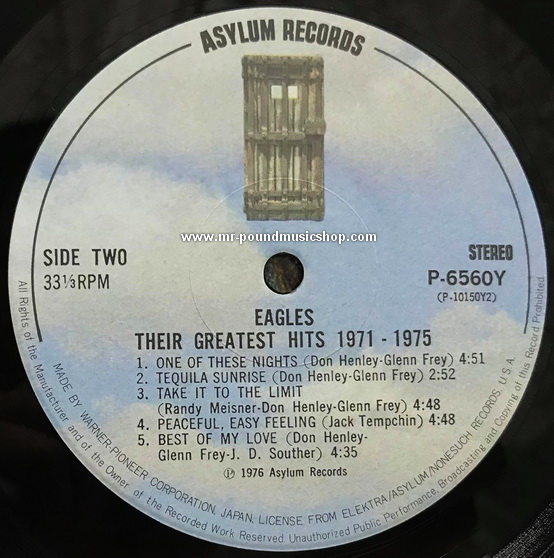 ASYLUM RECORDS
www.mr-poundmusicshop.com
SIDE TWO
33⅓RPM
STEREO
P-6560Y
(P-10150Y2)
EAGLES
THEIR GREATEST HITS 1971 - 1975
1. ONE OF THESE NIGHTS (Don Henley-Glenn Frey) 4:51
2. TEQUILA SUNRISE (Don Henley-Glenn Frey) 2:52
3. TAKE IT TO THE LIMIT
(Randy Meisner-Don Henley-Glenn Frey) 4:48
4. PEACEFUL, EASY FEELING (Jack Tempchin) 4:48
5. BEST OF MY LOVE (Don Henley-
Glenn Frey-J. D. Souther) 4:35
℗ 1976 Asylum Records
MADE BY WARNER-PIONEER CORPORATION, JAPAN, LICENSE FROM ELEKTRA/ASYLUM/NONESUCH RECORDS, U.S.A.
All Rights of the Manufacturer and of the Owner of the Recorded Work Reserved. Unauthorized Public Performance, Broadcasting and Copying of this Record Prohibited.